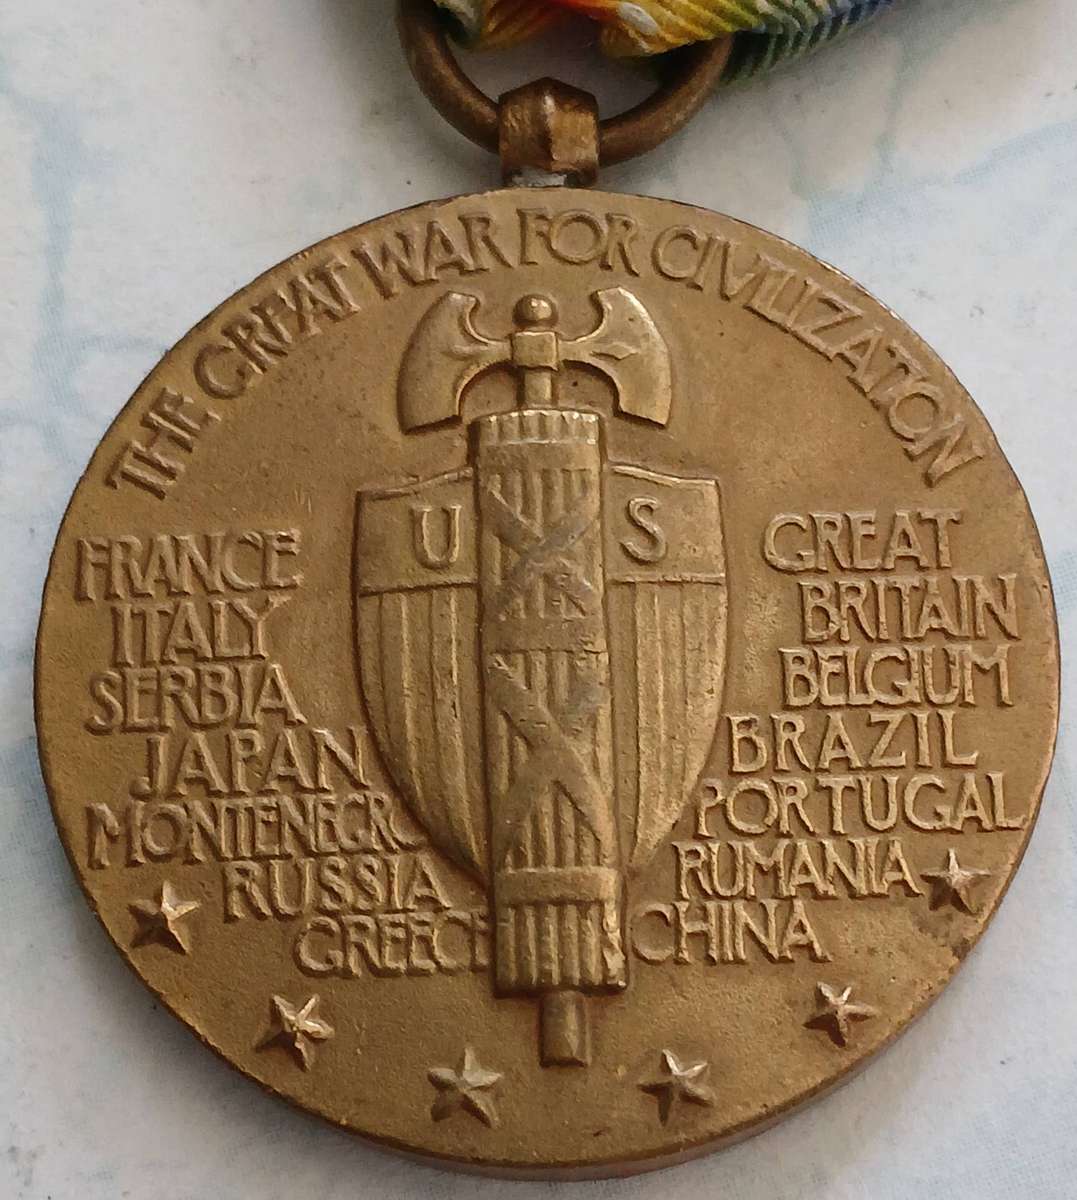 THE GREAT WAR FOR CIVILIZATION
U S
FRANCE
ITALY
SERBIA
JAPAN
MONTENEGRO
RUSSIA
GREECE
GREAT
BRITAIN
BELGIUM
BRAZIL
PORTUGAL
RUMANIA
CHINA